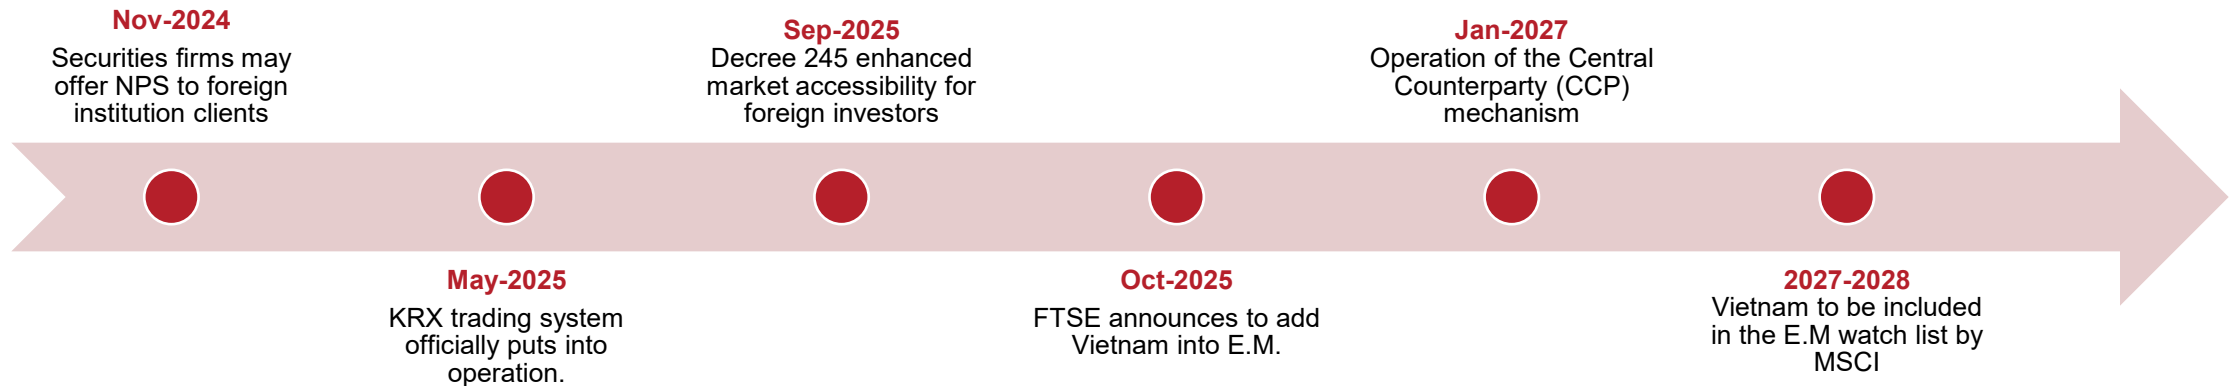 Nov-2024
Securities firms may
offer NPS to foreign
institution clients
May-2025
KRX trading system
officially puts into
operation.
Sep-2025
Decree 245 enhanced
market accessibility for
foreign investors
Oct-2025
FTSE announces to add
Vietnam into E.M.
Jan-2027
Operation of the Central
Counterparty (CCP)
mechanism
2027-2028
Vietnam to be included
in the E.M watch list by
MSCI